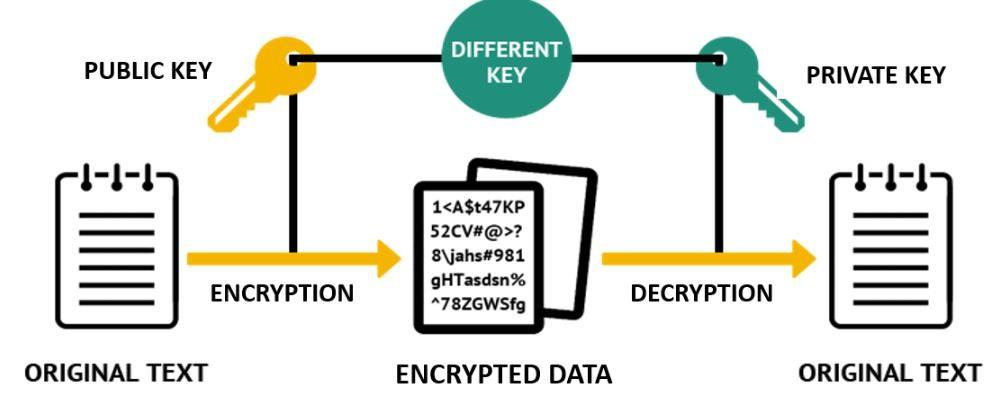 PUBLIC KEY
DIFFERENT
KEY
PRIVATE KEY
1<A$t47KP
52CV#@>?
8\jahs#981
gHTasdsn%
^78ZGWSfg
ENCRYPTION
DECRYPTION
ORIGINAL TEXT
ENCRYPTED DATA
ORIGINAL TEXT